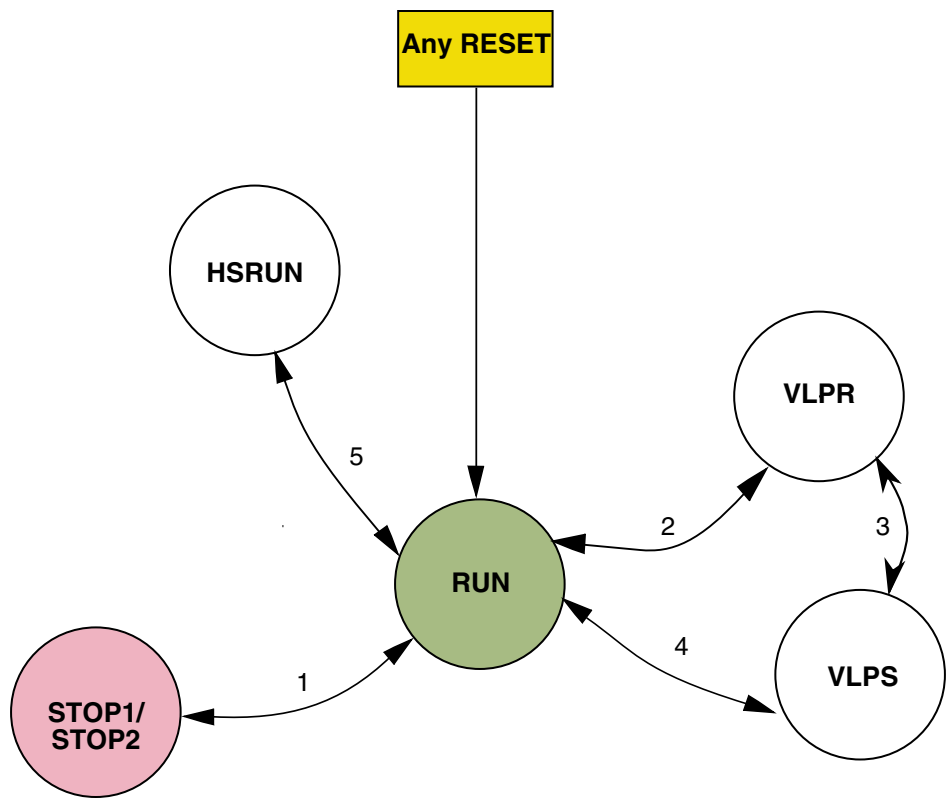 Any RESET
HSRUN
VLPR
5
2
3
RUN
4
VLPS
1
STOP1/
STOP2